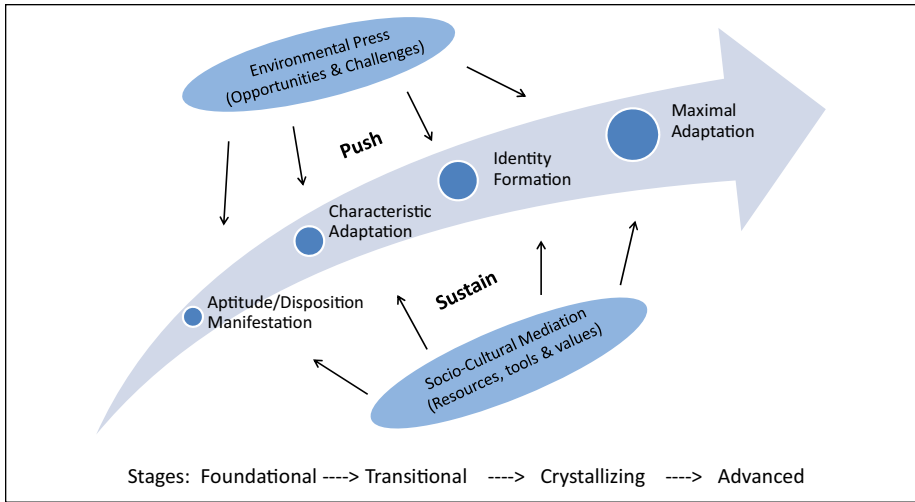 Environmental Press
(Opportunities & Challenges)
Push
Maximal
Adaptation
Identity
Formation
Characteristic
Adaptation
Sustain
Aptitude/Disposition
Manifestation
Socio-Cultural Mediation
(Resources, tools & values)
Stages: Foundational ----> Transitional ----> Crystallizing ----> Advanced